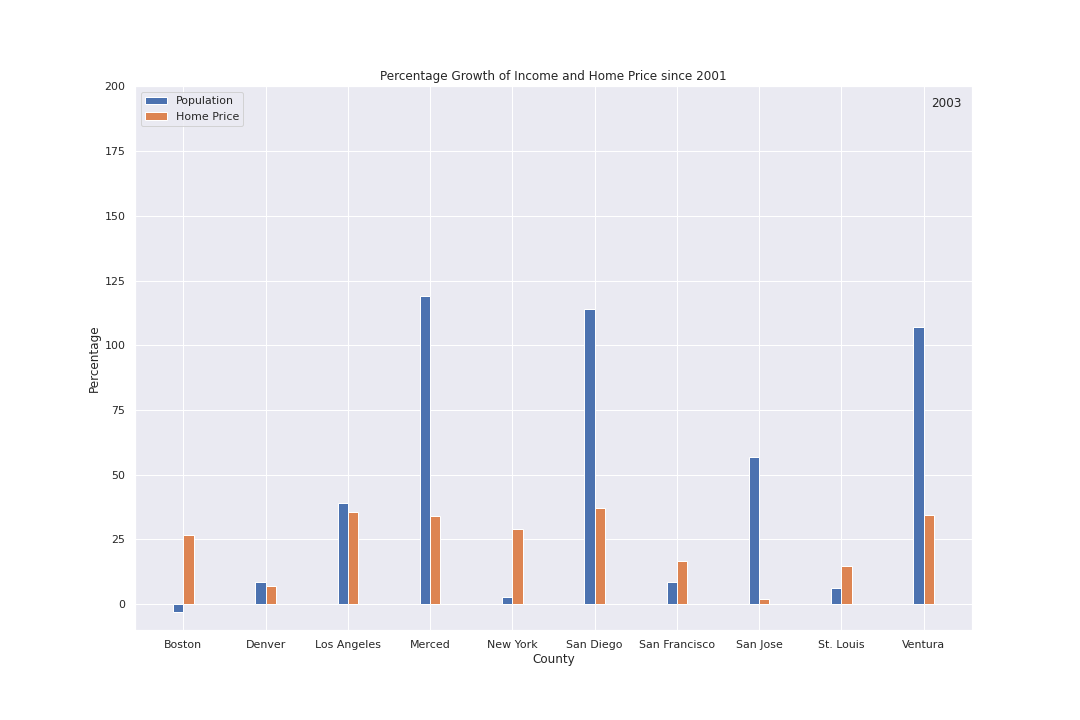 Percentage Growth of Income and Home Price since 2001
200
175
150
125
100
75
50
25
0
Percentage
Population
Home Price
2003
Boston Denver Los Angeles Merced New York San Diego San Francisco San Jose St. Louis Ventura
County